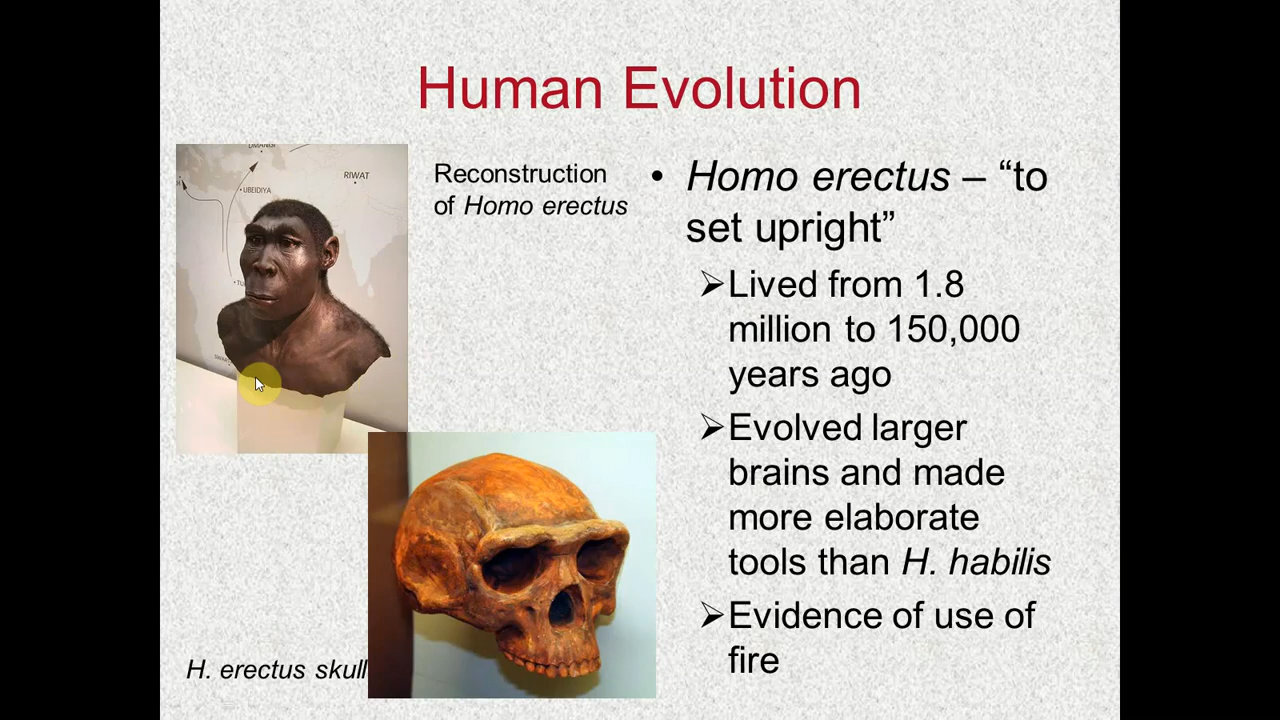 Human Evolution
UBEIDIYA
RIWAT
Reconstruction
of Homo erectus
• Homo erectus – “to
set upright”
➢Lived from 1.8
million to 150,000
years ago
➢Evolved larger
brains and made
more elaborate
tools than H. habilis
➢Evidence of use of
fire
H. erectus skull